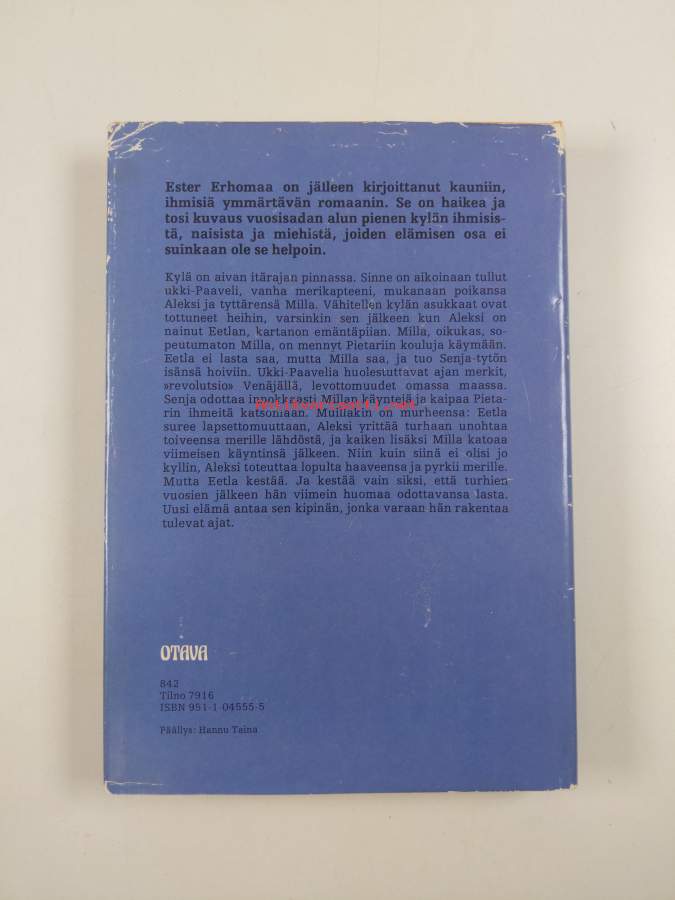 Ester Erhomaa on jälleen kirjoittanut kauniin,
ihmisiä ymmärtävän romaanin. Se on haikea ja
tosi kuvaus vuosisadan alun pienen kylän ihmisis-
tä, naisista ja miehistä, joiden elämisen osa ei
suinkaan ole se helpoin.
Kylä on aivan itärajan pinnassa. Sinne on aikoinaan tullut
ukki-Paaveli, vanha merikapteeni, mukanaan poikansa
Aleksi ja tyttärensä Milla. Vähitellen kylän asukkaat ovat
tottuneet heihin, varsinkin sen jälkeen kun Aleksi on
nainut Eetlan, kartanon emäntäpiian. Milla, oikukas, so-
peutumaton Milla, on mennyt Pietariin kouluja käymään.
Eetla ei lasta saa, mutta Milla saa, ja tuo Senja-tytön
isänsä hoiviin. Ukki-Paavelia huolestuttavat ajan merkit,
»revolutsio» Venäjällä, levottomuudet omassa maassa.
Senja odottaa innokkaasti Millan käyntejä ja kaipaa Pieta-
rin ihmeitä katsomaan. Muillakin on murheensa: Eetla
suree lapsettomuuttaan, Aleksi yrittää turhaan unohtaa
toiveensa merille lähdöstä, ja kaiken lisäksi Milla katoaa
viimeisen käyntinsä jälkeen. Niin kuin siinä ei olisi jo
kyllin, Aleksi toteuttaa lopulta haaveensa ja pyrkii merille.
Mutta Eetla kestää. Ja kestää vain siksi, että turhien
vuosien jälkeen hän viimein huomaa odottavansa lasta.
Uusi elämä antaa sen kipinän, jonka varaan hän rakentaa
tulevat ajat.
OTAVA
842
Tilno 7916
ISBN 951-1-04555-5
Päällys: Hannu Taina